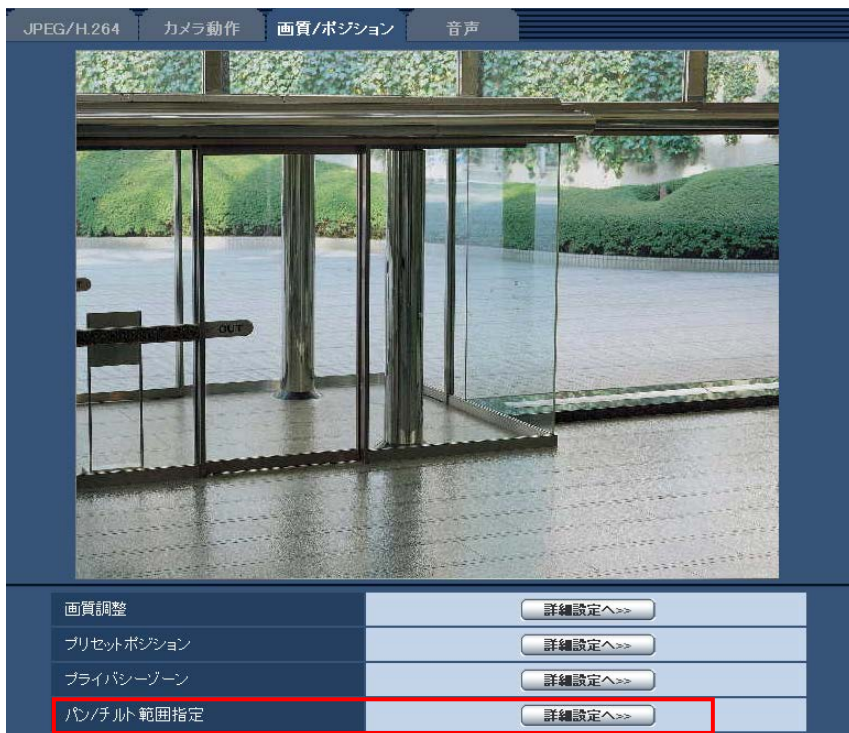 JPEG/H.264 カメラ動作 画質/ポジション 音声
OUT
画質調整 詳細設定へ>>
プリセットポジション 詳細設定へ>>
プライバシーゾーン 詳細設定へ>>
パン/チルト範囲指定 詳細設定へ>>